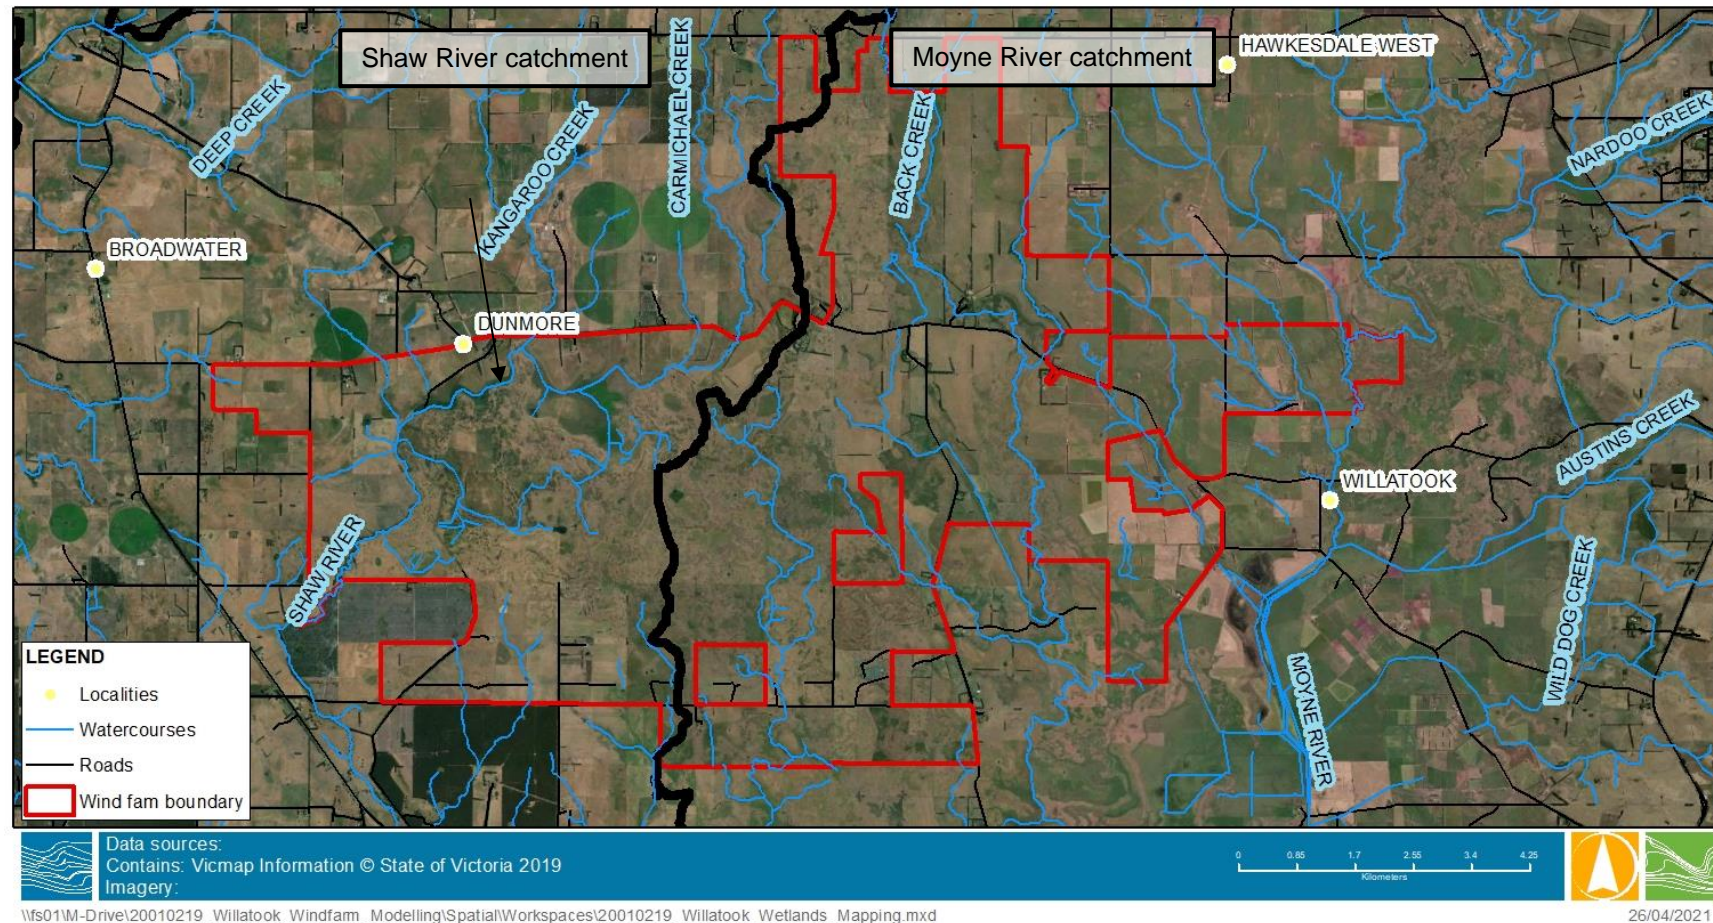 Shaw River catchment
Moyne River catchment
HAWKESDALE WEST
DEEP CREEK
KANGAROO CREEK
CARMICHAEL CREEK
BACK CREEK
NARDOO CREEK
BROADWATER
DUNMORE
AUSTINS CREEK
WILLATOOK
SHAW RIVER
WILD DOG CREEK
MOYNE RIVER
LEGEND
Localities
Watercourses
Roads
Wind fam boundary
Data sources:
Contains: Vicmap Information © State of Victoria 2019
Imagery:
0 0.85 1.7 2.55 3.4 4.25
Kilometers
\\fs01\M-Drive\20010219_Willatook_Windfarm_Modelling\Spatial\Workspaces\20010219_Willatook_Wetlands_Mapping.mxd
26/04/2021